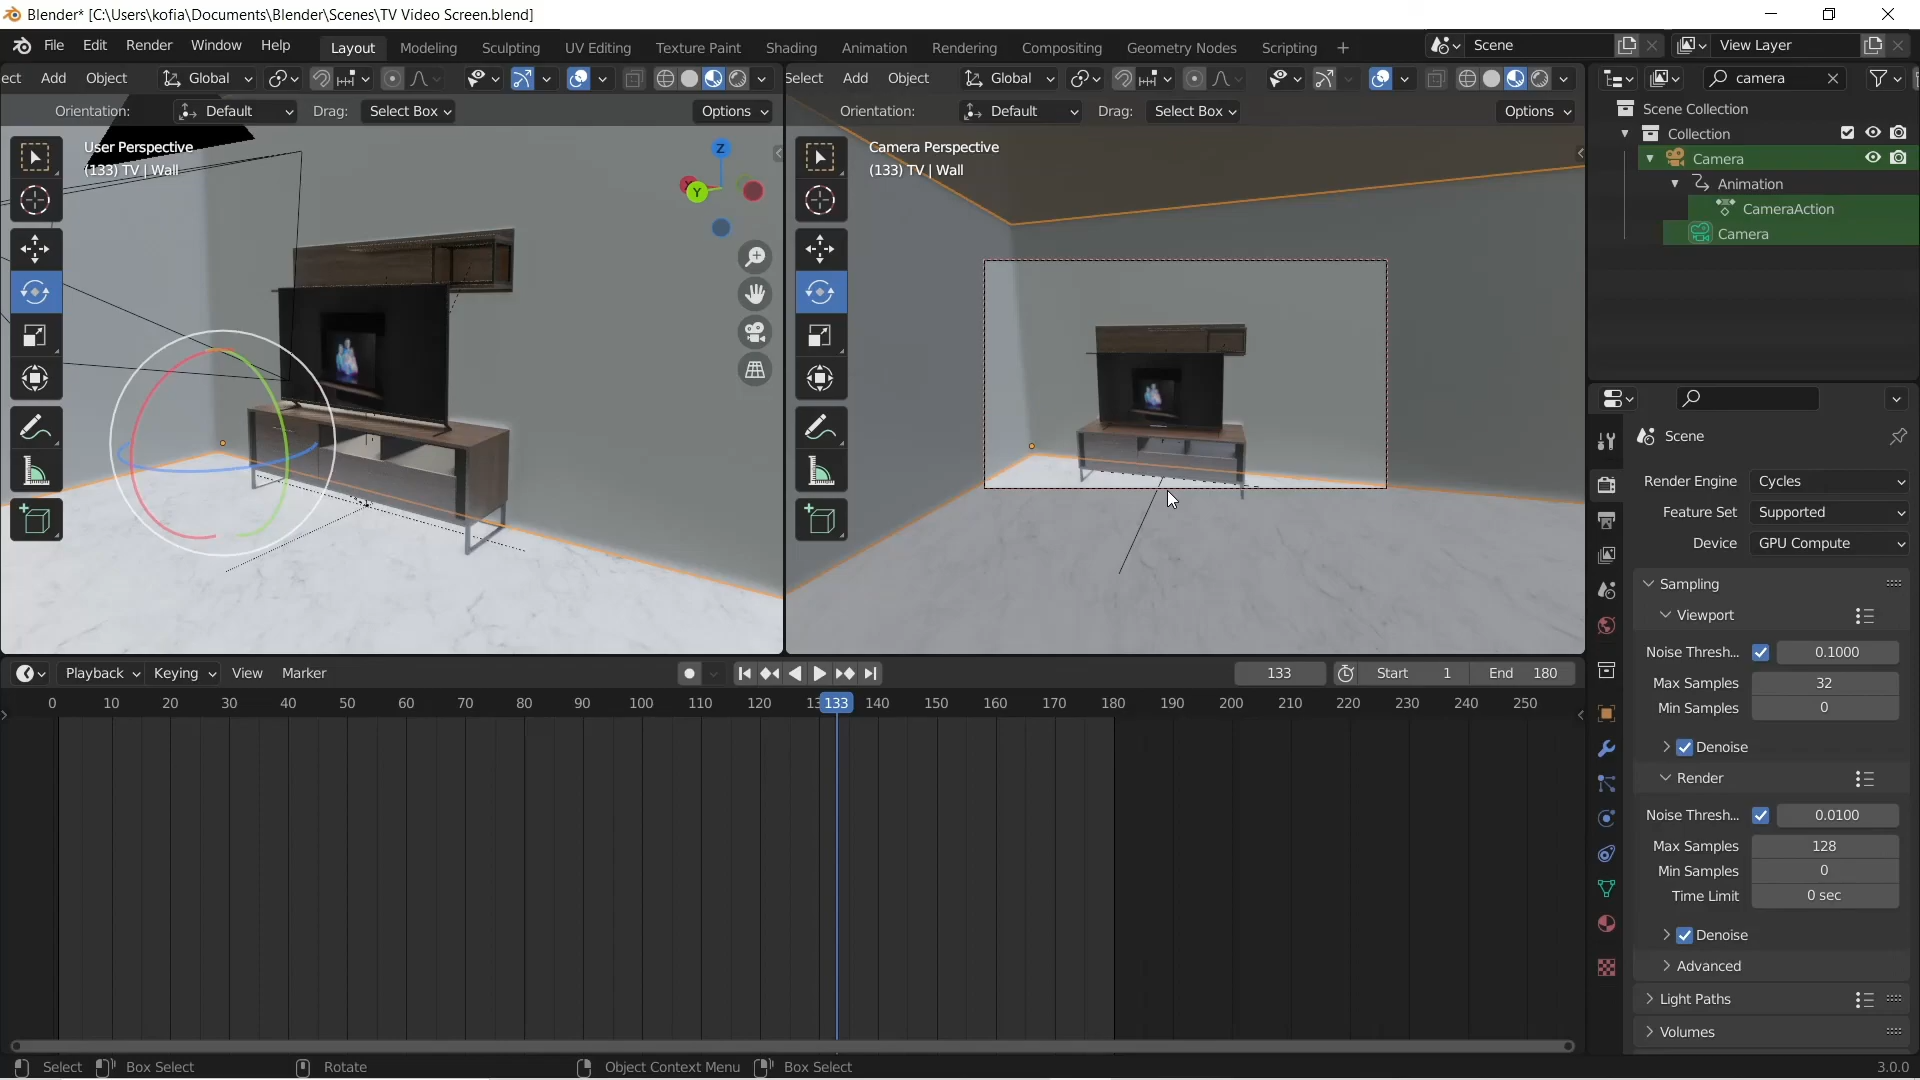 Blender* [C:\Users\kofia\Documents\Blender\Scenes\TV Video Screen.blend]
File Edit Render Window Help Layout Modeling Sculpting UV Editing Texture Paint Shading Animation Rendering Compositing Geometry Nodes Scripting + Scene View Layer
ect Add Object Global Select Add Object Global camera
Orientation: Default Drag: Select Box Options Orientation: Default Drag: Select Box Options
Scene Collection
Collection
Camera
Animation
CameraAction
Camera
User Perspective
(133) TV | Wall
Z
Y
Camera Perspective
(133) TV | Wall
Scene
Render Engine Cycles
Feature Set Supported
Device GPU Compute
Sampling
Viewport
Noise Thresh... 0.1000
Max Samples 32
Min Samples 0
Denoise
Render
Noise Thresh... 0.0100
Max Samples 128
Min Samples 0
Time Limit 0 sec
Denoise
Advanced
Light Paths
Volumes
Playback Keying View Marker 133 Start 1 End 180
0 10 20 30 40 50 60 70 80 90 100 110 120 133 140 150 160 170 180 190 200 210 220 230 240 250
Select Box Select Rotate Object Context Menu Box Select 3.0.0